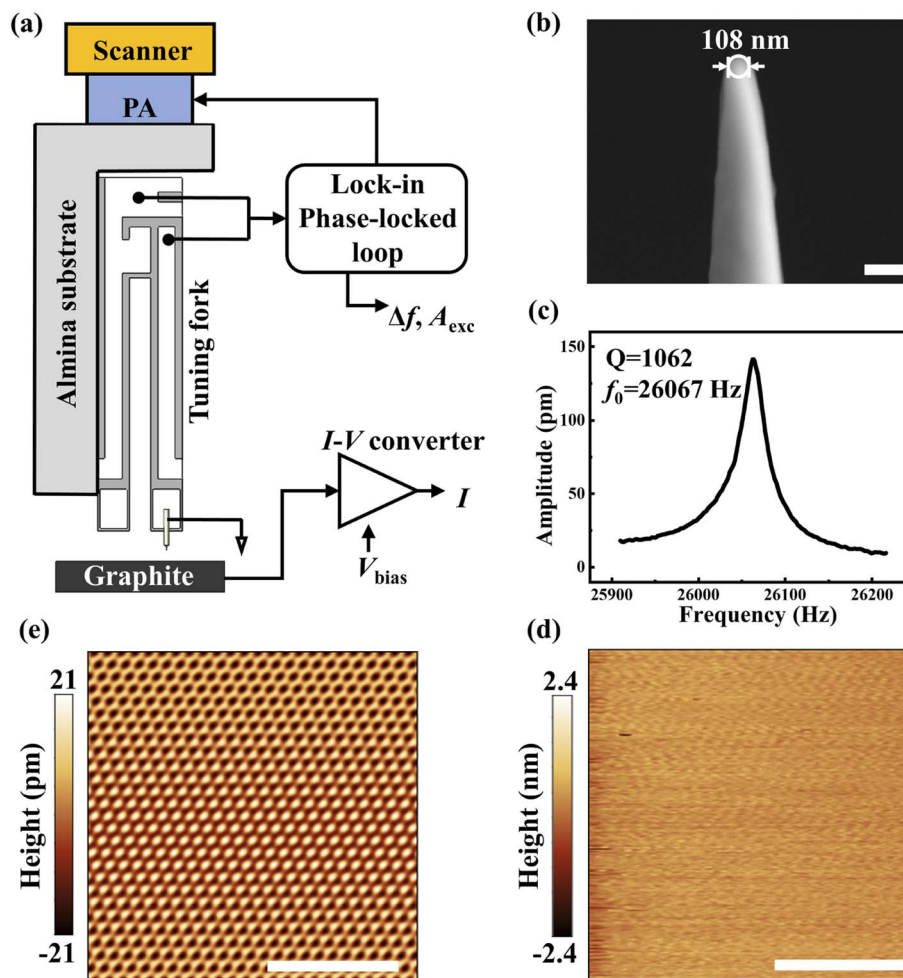 (a)
Scanner
PA
Almina substrate
Tuning fork
Lock-in
Phase-locked
loop
Δf, A_exc
I-V converter
I
V_bias
Graphite
(b)
108 nm
(c)
Q=1062
f₀=26067 Hz
Amplitude (pm)
150
100
50
0
25900 26000 26100 26200
Frequency (Hz)
(e)
21
Height (pm)
-21
(d)
2.4
Height (nm)
-2.4